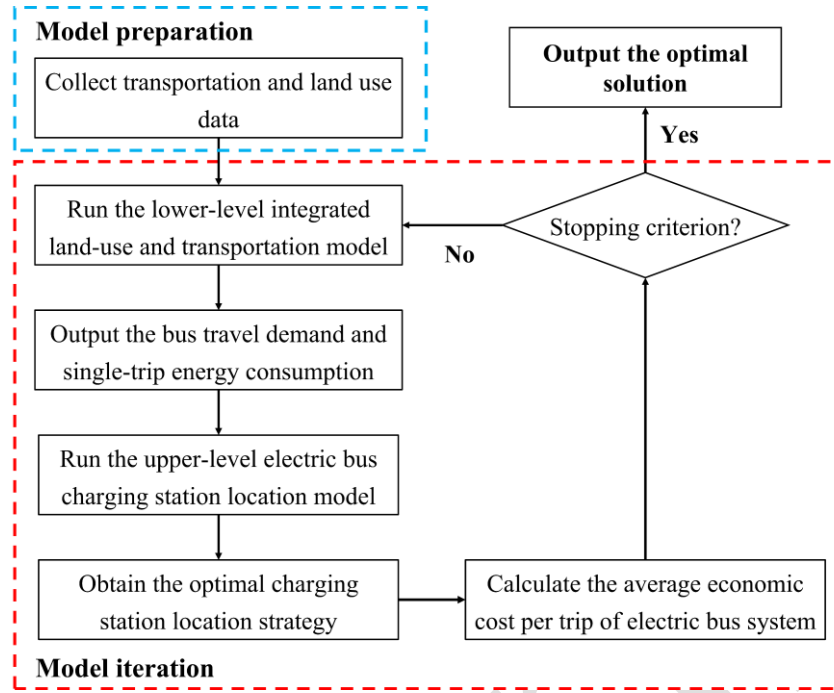 Model preparation
Collect transportation and land use
data
Output the optimal
solution
Yes
Run the lower-level integrated
land-use and transportation model
Stopping criterion?
No
Output the bus travel demand and
single-trip energy consumption
Run the upper-level electric bus
charging station location model
Obtain the optimal charging
station location strategy
Calculate the average economic
cost per trip of electric bus system
Model iteration